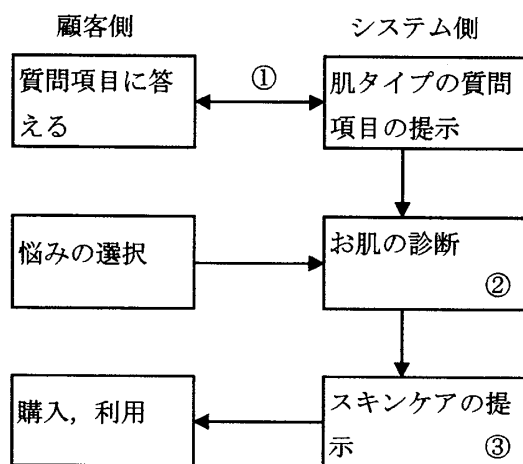 顧客側
システム側
質問項目に答
える
①
肌タイプの質問
項目の提示
悩みの選択
お肌の診断
②
購入，利用
スキンケアの提
示
③